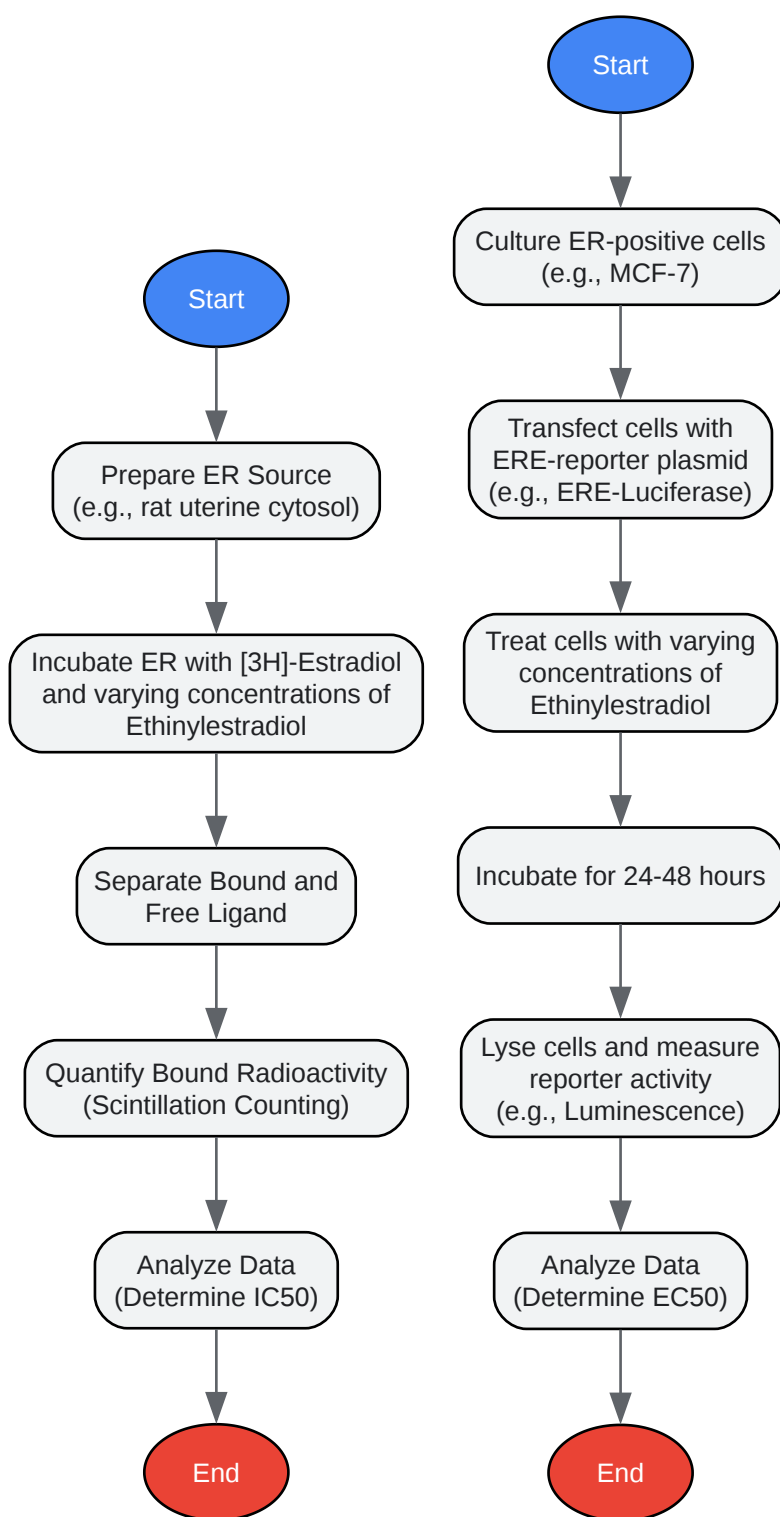 Start
Prepare ER Source
(e.g., rat uterine cytosol)
Incubate ER with [3H]-Estradiol
and varying concentrations of
Ethinylestradiol
Separate Bound and
Free Ligand
Quantify Bound Radioactivity
(Scintillation Counting)
Analyze Data
(Determine IC50)
End
Start
Culture ER-positive cells
(e.g., MCF-7)
Transfect cells with
ERE-reporter plasmid
(e.g., ERE-Luciferase)
Treat cells with varying
concentrations of
Ethinylestradiol
Incubate for 24-48 hours
Lyse cells and measure
reporter activity
(e.g., Luminescence)
Analyze Data
(Determine EC50)
End